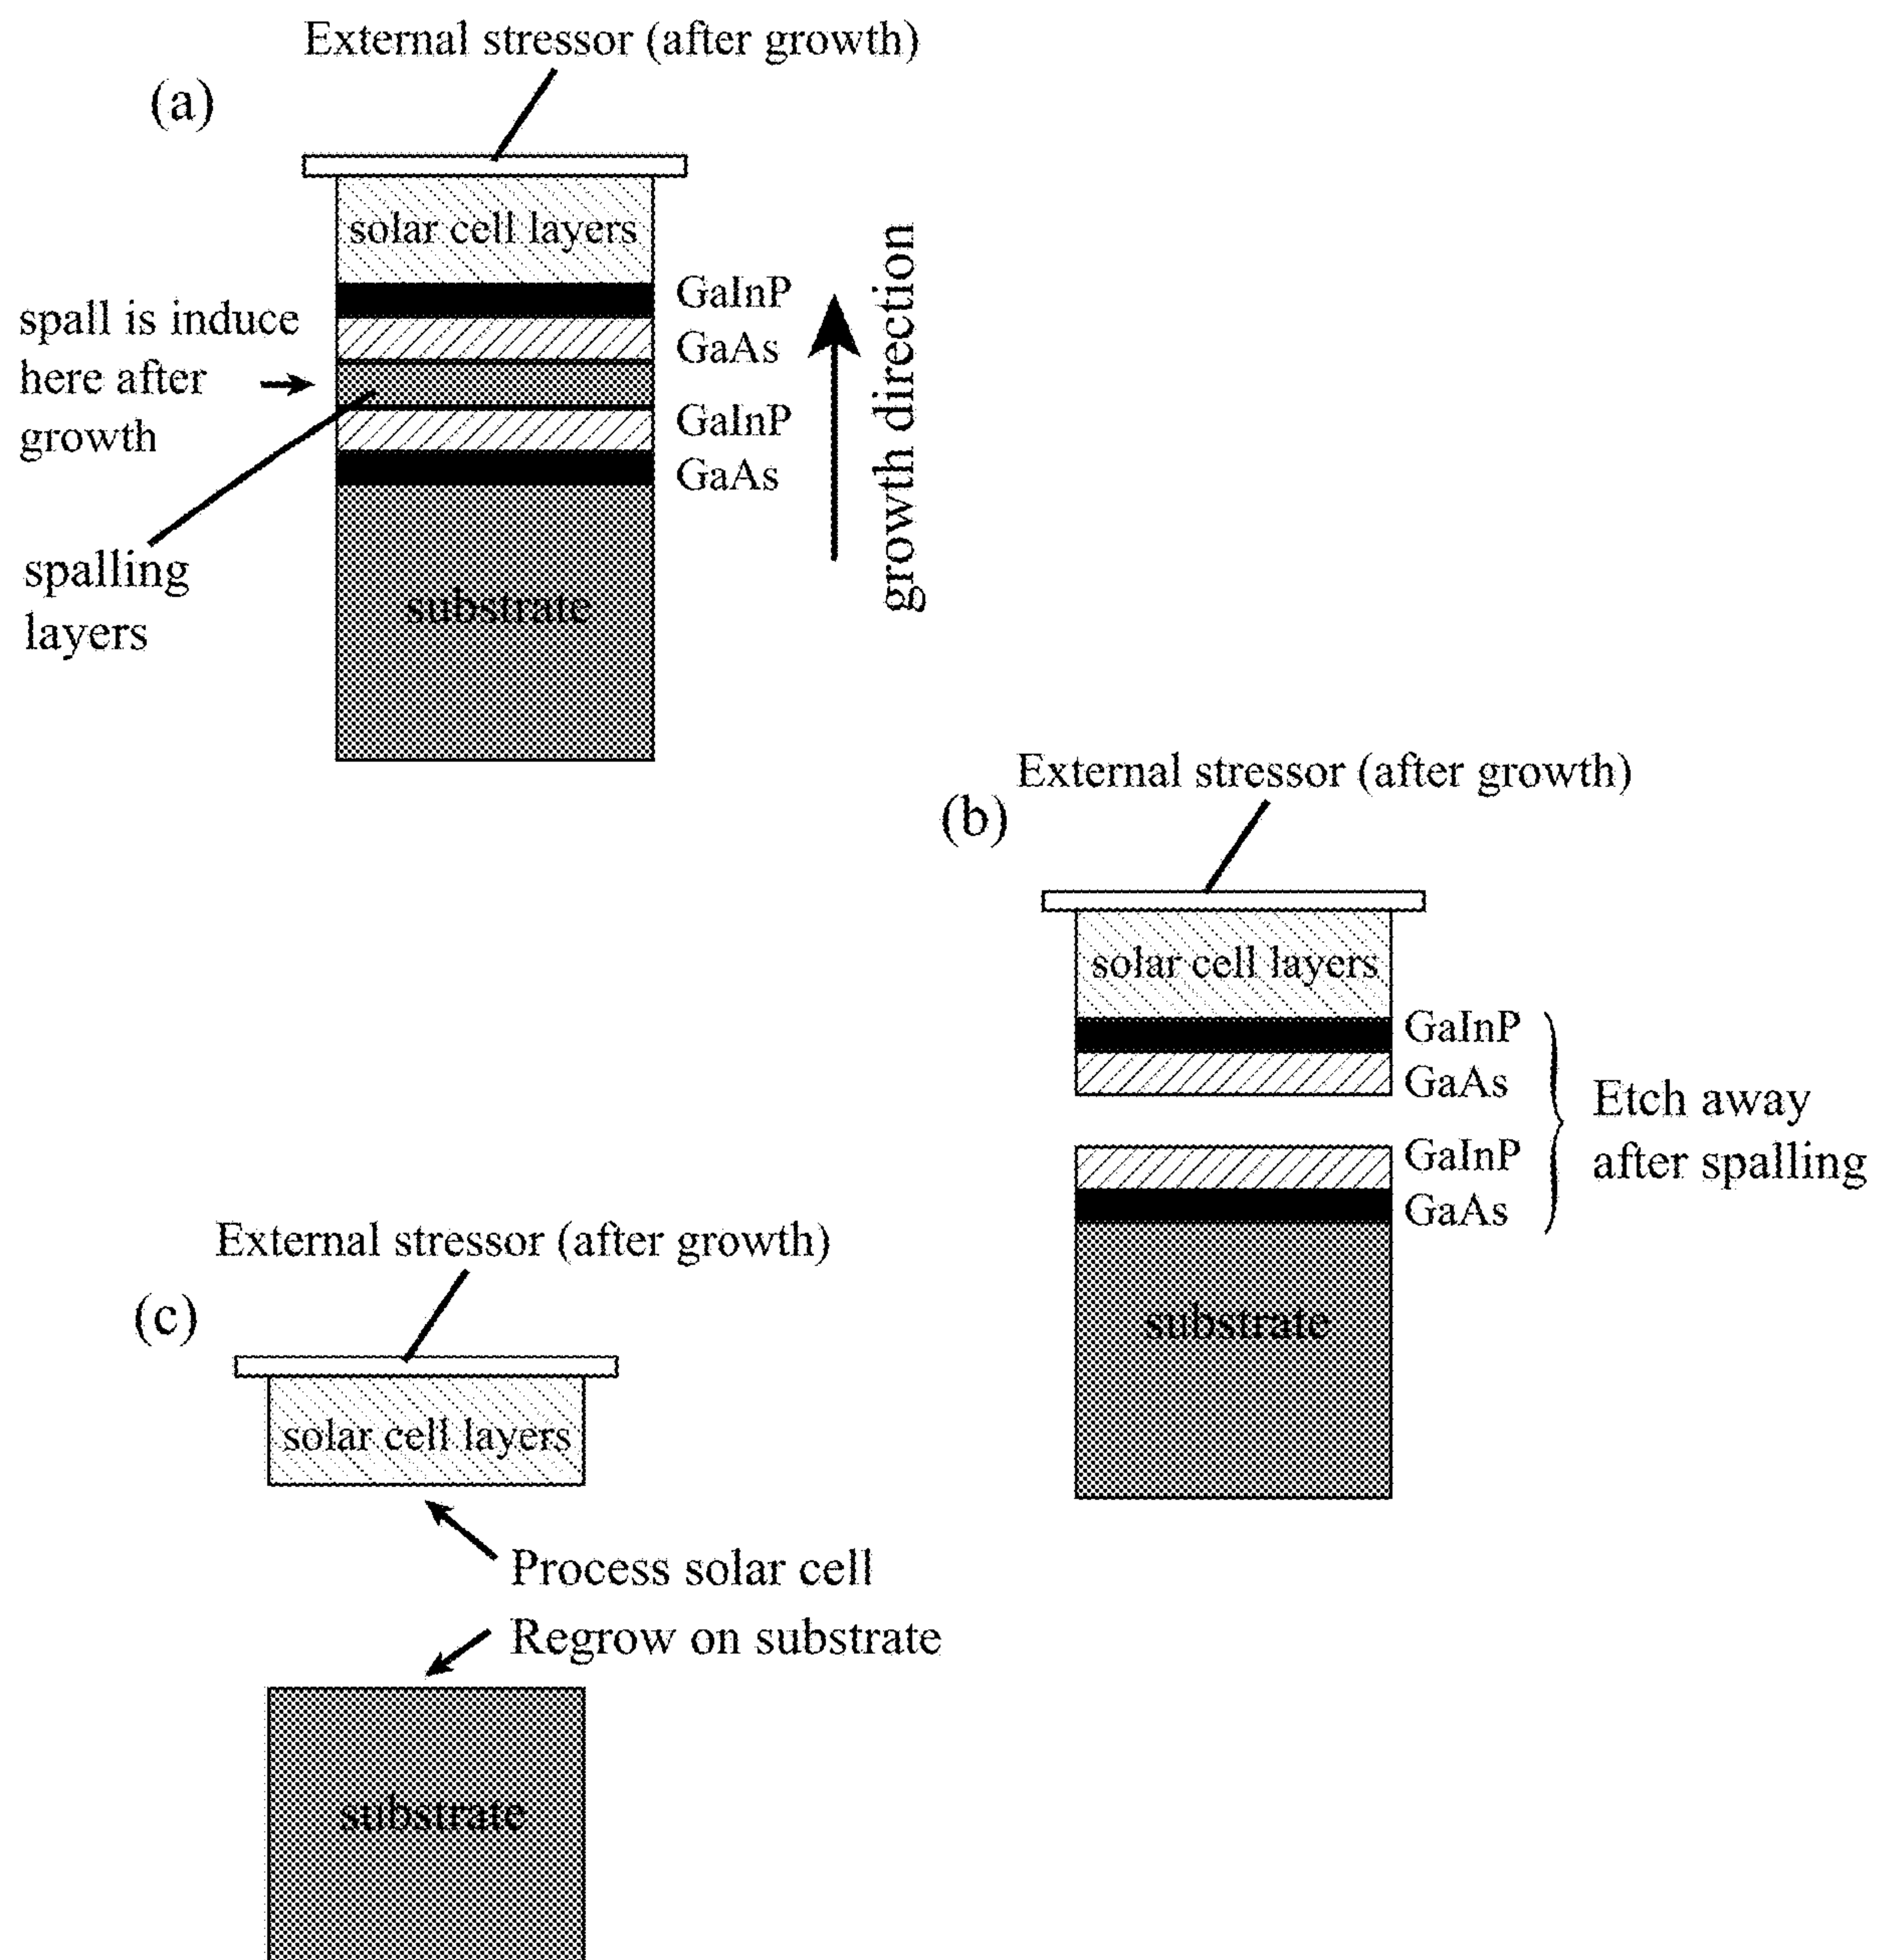 External stressor (after growth)
(a)
solar cell layers
GaInP
GaAs
spall is induce
here after
growth
GaInP
GaAs
growth direction
spalling
layers
substrate
External stressor (after growth)
(b)
solar cell layers
GaInP
GaAs
Etch away
after spalling
GaInP
GaAs
substrate
External stressor (after growth)
(c)
solar cell layers
Process solar cell
Regrow on substrate
substrate